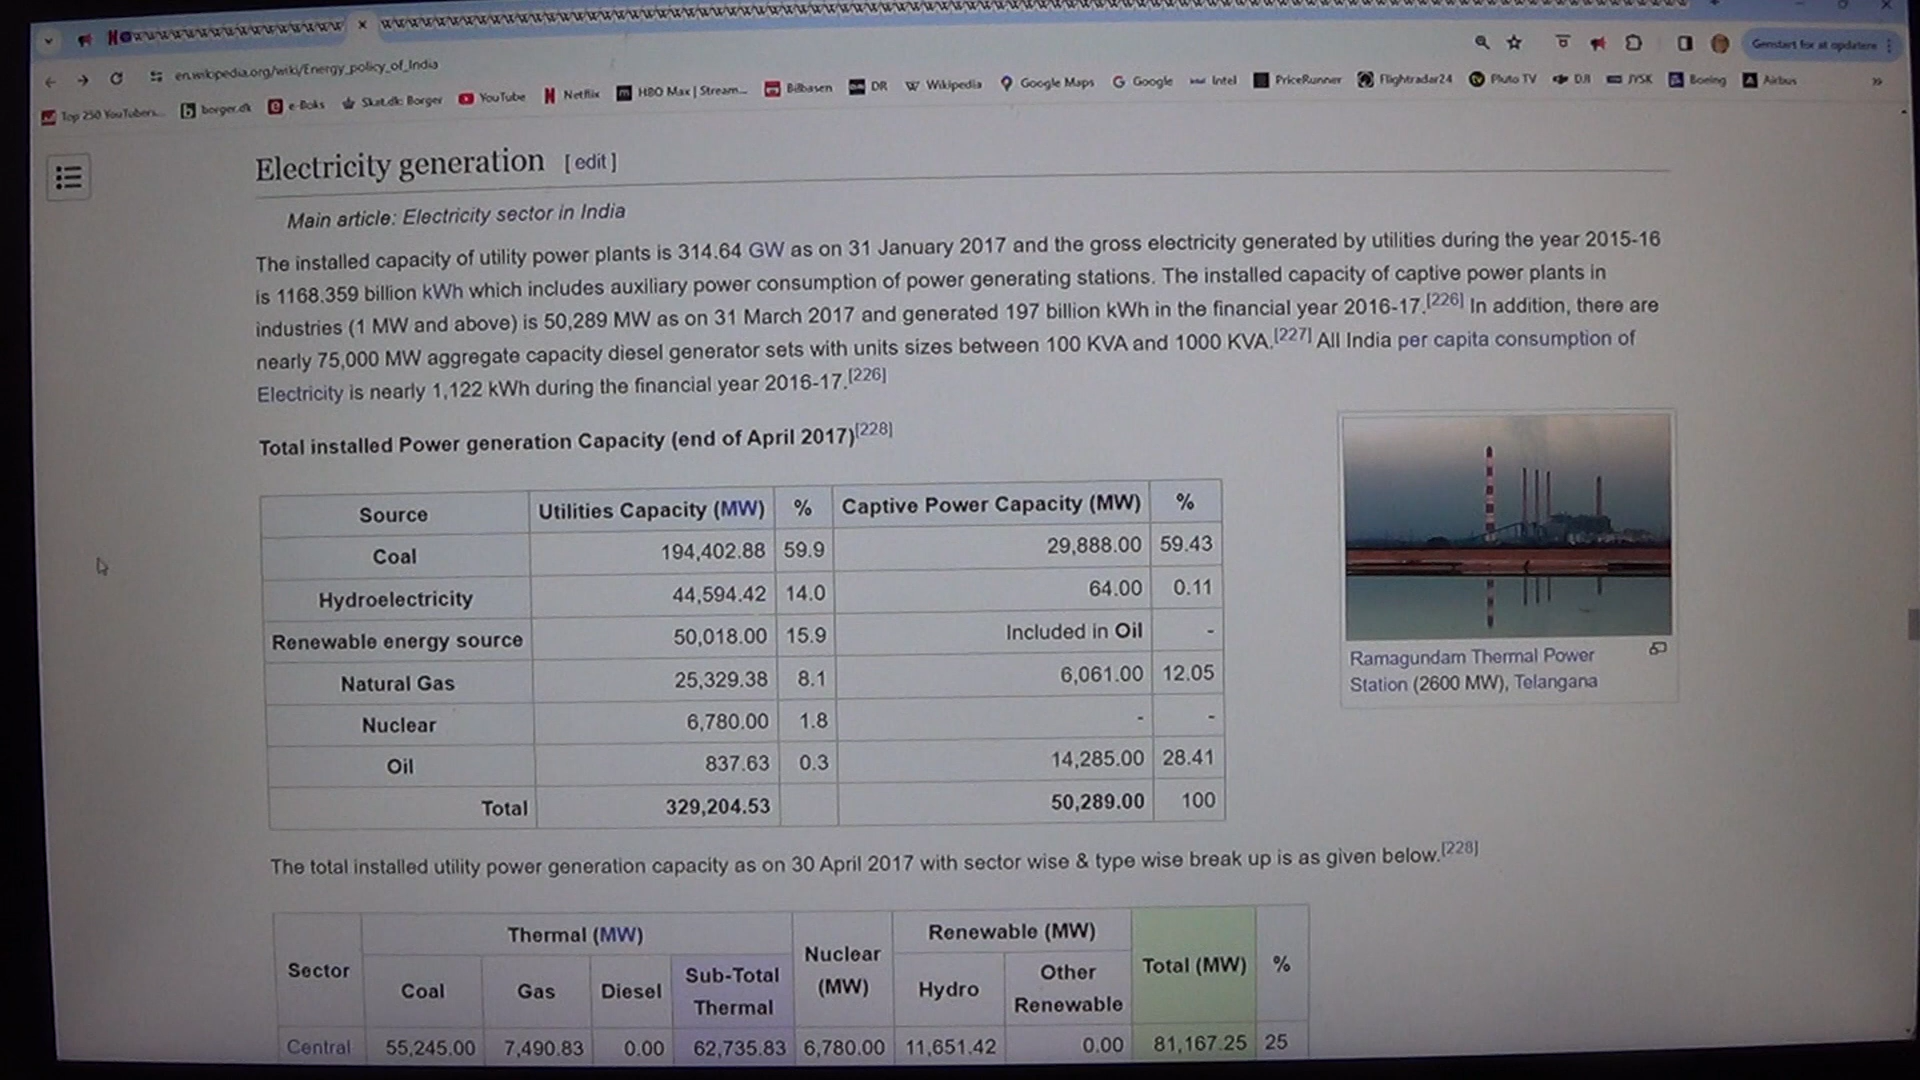 en.wikipedia.org/wiki/Energy_policy_of_India
Genstart for at opdatere
Top 250 YouTubers... borger.dk e-Boks Skat.dk: Borger YouTube Netflix HBO Max | Stream... Bilbasen DR Wikipedia Google Maps Google Intel PriceRunner Flightradar24 Pluto TV DJI JYSK Boeing Airbus »
Electricity generation [ edit ]
Main article: Electricity sector in India
The installed capacity of utility power plants is 314.64 GW as on 31 January 2017 and the gross electricity generated by utilities during the year 2015-16
is 1168.359 billion kWh which includes auxiliary power consumption of power generating stations. The installed capacity of captive power plants in
industries (1 MW and above) is 50,289 MW as on 31 March 2017 and generated 197 billion kWh in the financial year 2016-17.[226] In addition, there are
nearly 75,000 MW aggregate capacity diesel generator sets with units sizes between 100 KVA and 1000 KVA.[227] All India per capita consumption of
Electricity is nearly 1,122 kWh during the financial year 2016-17.[226]
Total installed Power generation Capacity (end of April 2017)[228]
Source Utilities Capacity (MW) % Captive Power Capacity (MW) %
Coal 194,402.88 59.9 29,888.00 59.43
Hydroelectricity 44,594.42 14.0 64.00 0.11
Renewable energy source 50,018.00 15.9 Included in Oil -
Natural Gas 25,329.38 8.1 6,061.00 12.05
Nuclear 6,780.00 1.8 - -
Oil 837.63 0.3 14,285.00 28.41
Total 329,204.53 50,289.00 100
Ramagundam Thermal Power
Station (2600 MW), Telangana
The total installed utility power generation capacity as on 30 April 2017 with sector wise & type wise break up is as given below.[228]
Sector Thermal (MW) Nuclear (MW) Renewable (MW) Total (MW) %
Coal Gas Diesel Sub-Total Thermal Hydro Other Renewable
Central 55,245.00 7,490.83 0.00 62,735.83 6,780.00 11,651.42 0.00 81,167.25 25